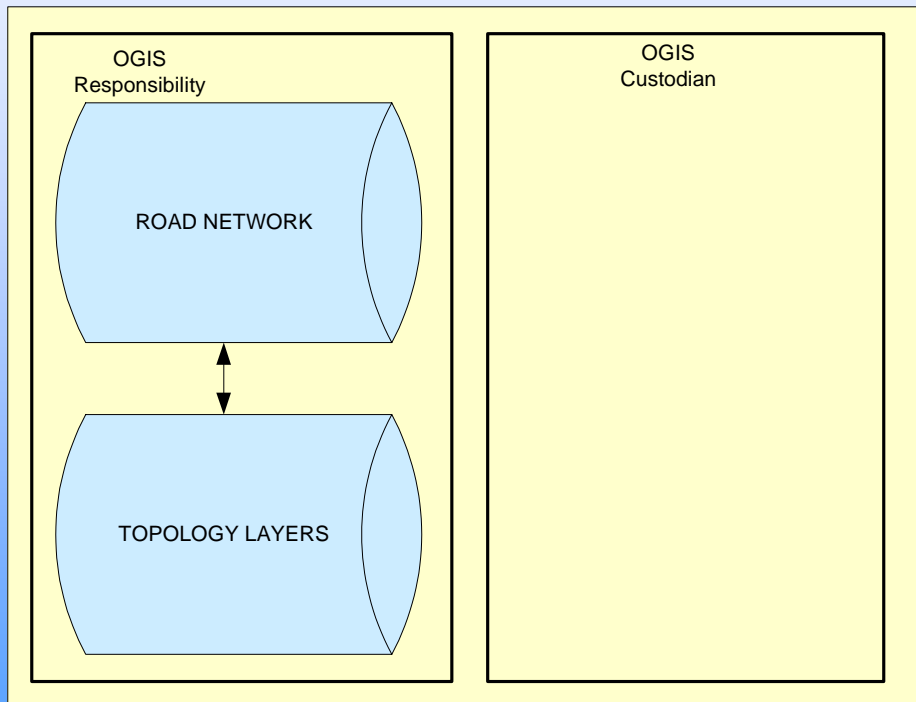 OGIS
Responsibility
ROAD NETWORK
TOPOLOGY LAYERS
OGIS
Custodian